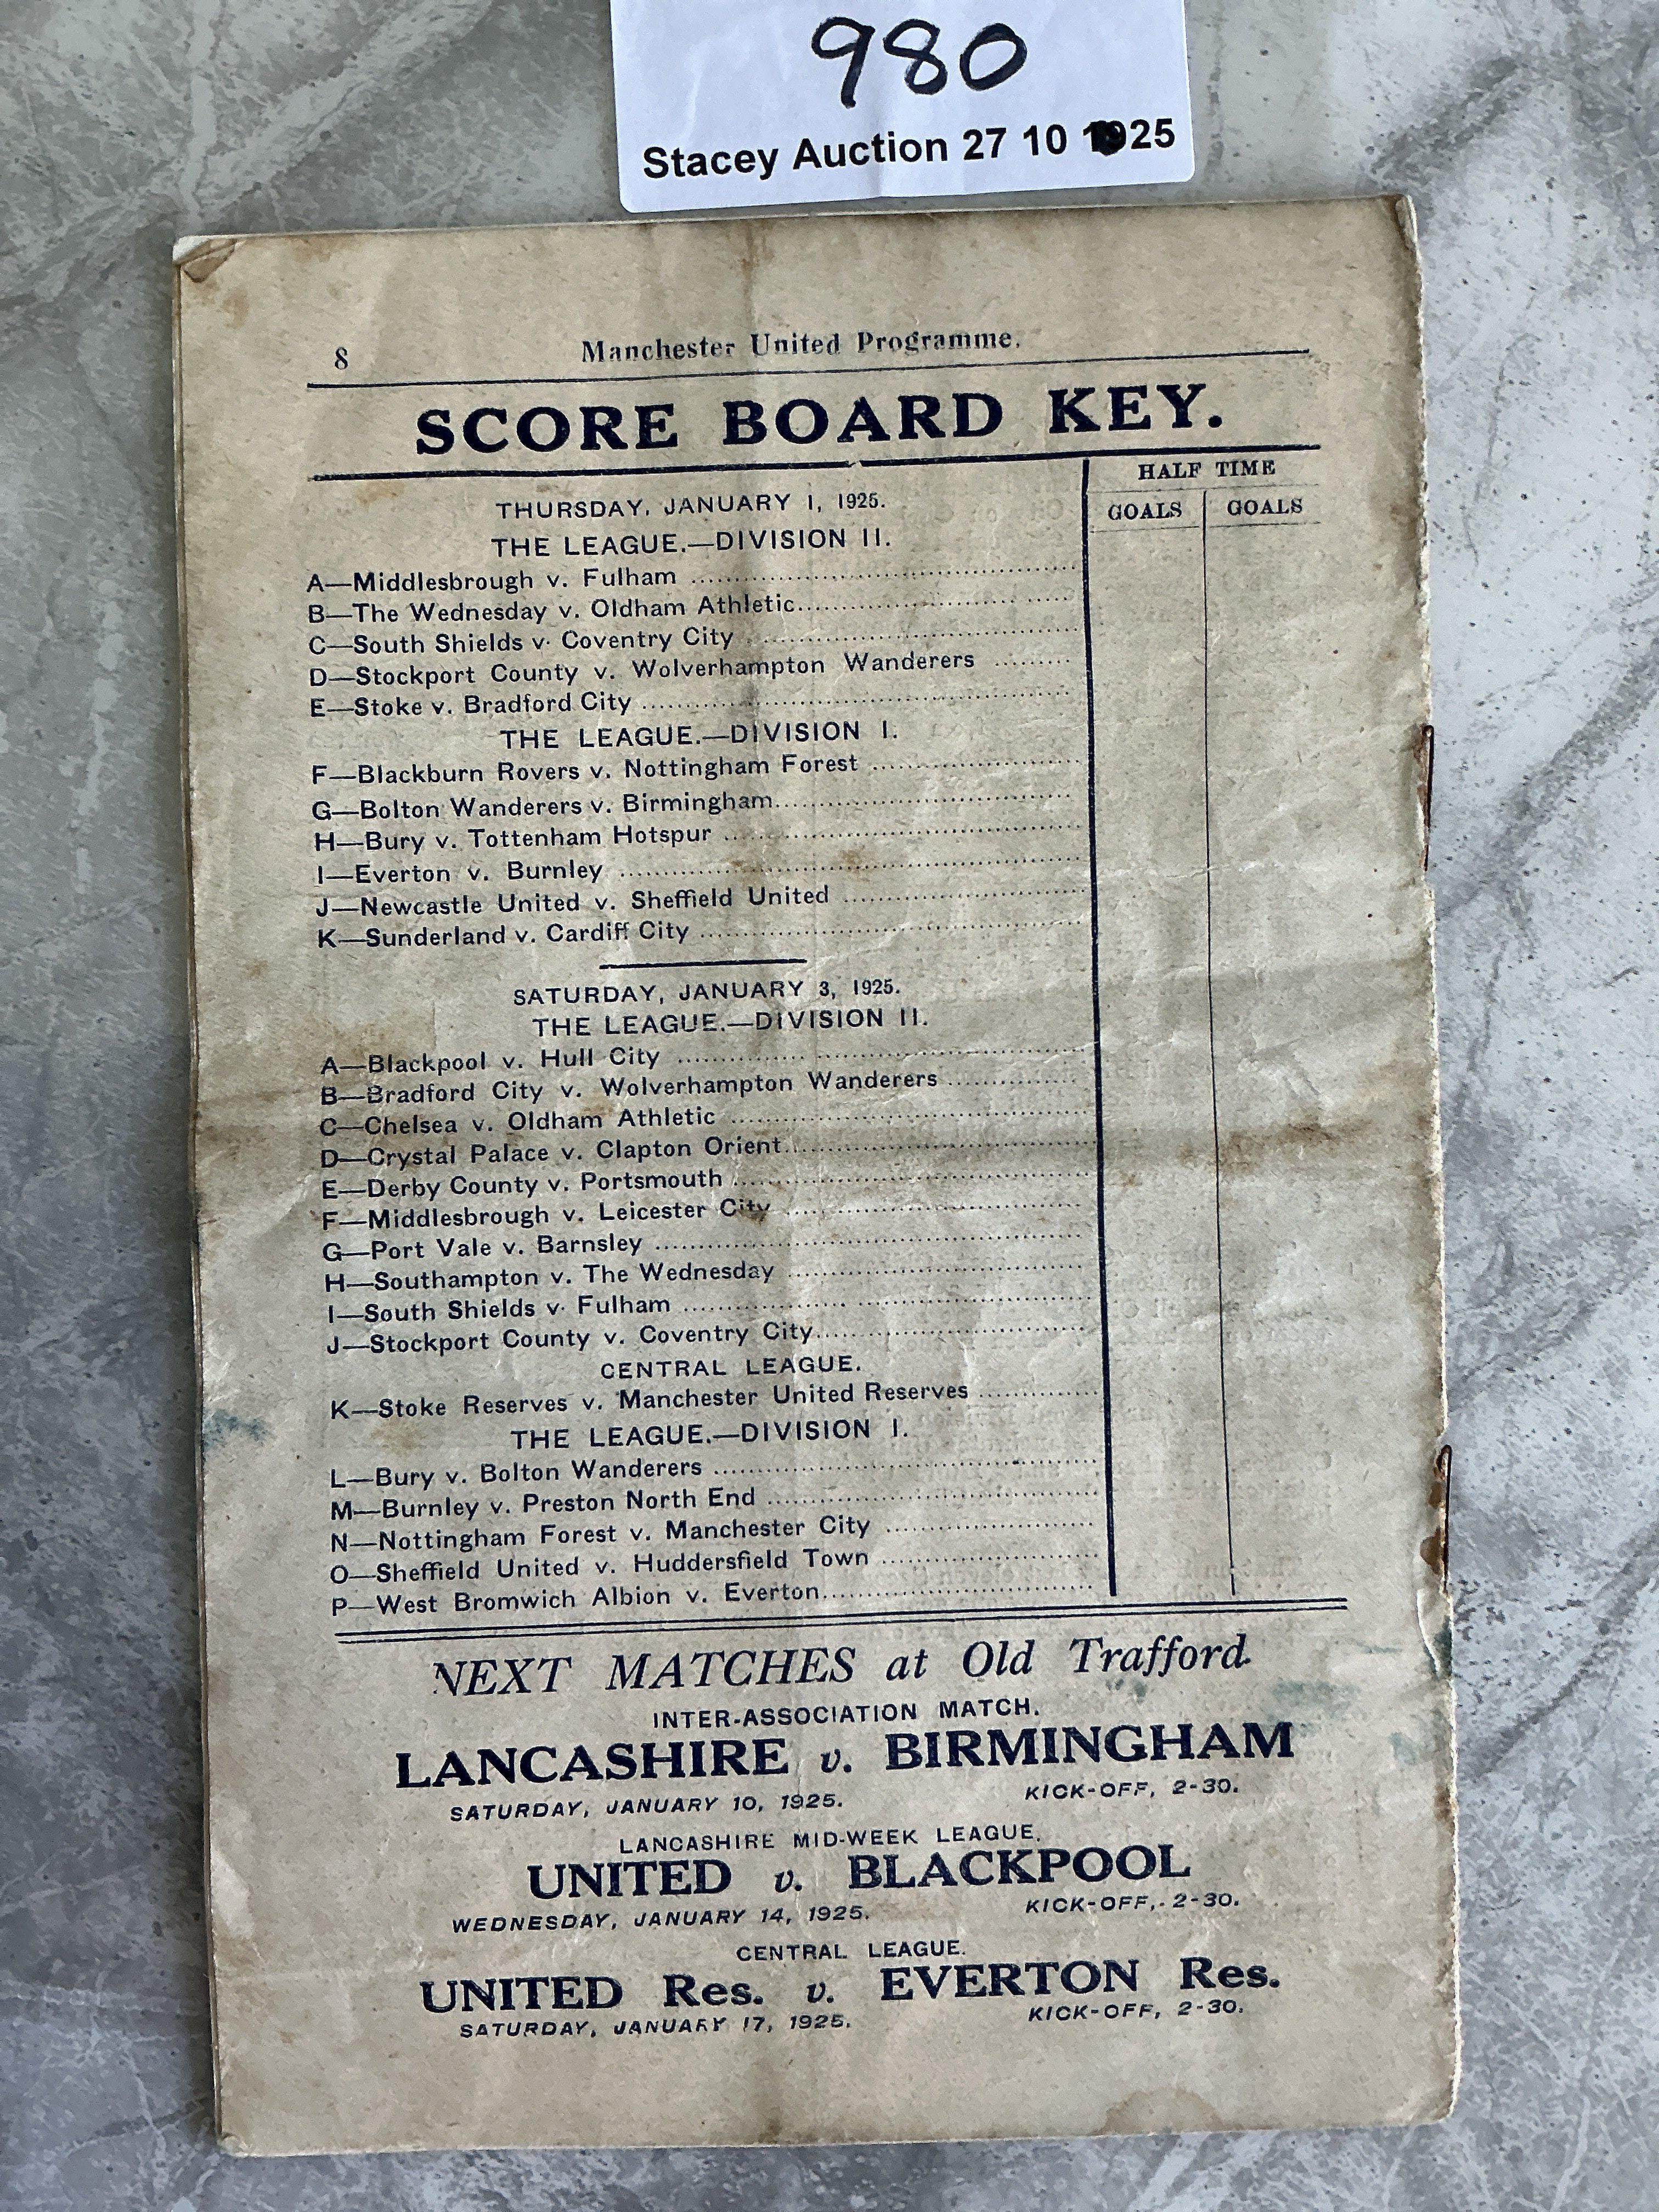 980
Stacey Auction 27 10 1925
8 Manchester United Programme.
SCORE BOARD KEY.
HALF TIME
GOALS GOALS
THURSDAY, JANUARY 1, 1925.
THE LEAGUE.—DIVISION II.
A—Middlesbrough v. Fulham
B—The Wednesday v. Oldham Athletic
C—South Shields v. Coventry City
D—Stockport County v. Wolverhampton Wanderers
E—Stoke v. Bradford City
THE LEAGUE.—DIVISION I.
F—Blackburn Rovers v. Nottingham Forest
G—Bolton Wanderers v. Birmingham
H—Bury v. Tottenham Hotspur
I—Everton v. Burnley
J—Newcastle United v. Sheffield United
K—Sunderland v. Cardiff City
SATURDAY, JANUARY 3, 1925.
THE LEAGUE.—DIVISION II.
A—Blackpool v. Hull City
B—Bradford City v. Wolverhampton Wanderers
C—Chelsea v. Oldham Athletic
D—Crystal Palace v. Clapton Orient
E—Derby County v. Portsmouth
F—Middlesbrough v. Leicester City
G—Port Vale v. Barnsley
H—Southampton v. The Wednesday
I—South Shields v. Fulham
J—Stockport County v. Coventry City
CENTRAL LEAGUE.
K—Stoke Reserves v. Manchester United Reserves
THE LEAGUE.—DIVISION I.
L—Bury v. Bolton Wanderers
M—Burnley v. Preston North End
N—Nottingham Forest v. Manchester City
O—Sheffield United v. Huddersfield Town
P—West Bromwich Albion v. Everton
NEXT MATCHES at Old Trafford.
INTER-ASSOCIATION MATCH.
LANCASHIRE v. BIRMINGHAM
SATURDAY, JANUARY 10, 1925. KICK-OFF, 2-30.
LANCASHIRE MID-WEEK LEAGUE.
UNITED v. BLACKPOOL
WEDNESDAY, JANUARY 14, 1925. KICK-OFF, 2-30.
CENTRAL LEAGUE.
UNITED Res. v. EVERTON Res.
SATURDAY, JANUARY 17, 1925. KICK-OFF, 2-30.